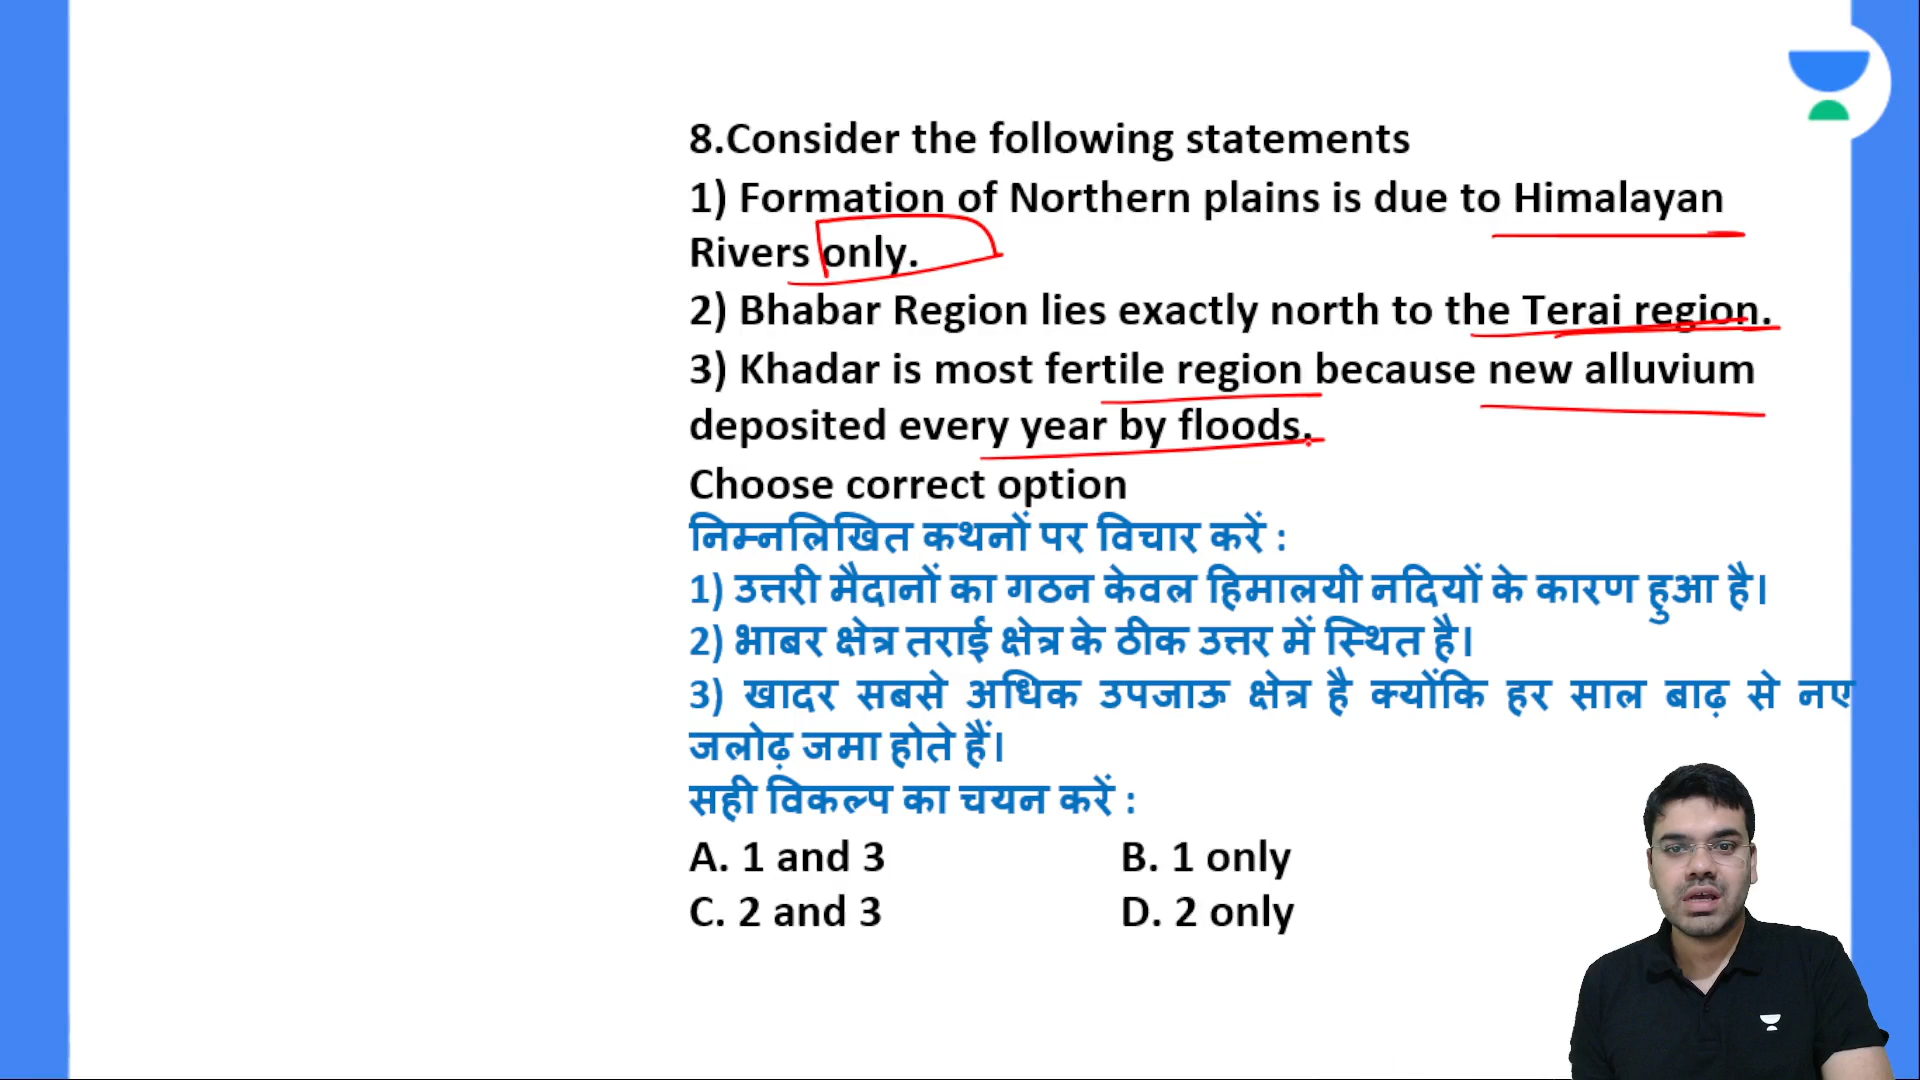 8.Consider the following statements
1) Formation of Northern plains is due to Himalayan
Rivers only.
2) Bhabar Region lies exactly north to the Terai region.
3) Khadar is most fertile region because new alluvium
deposited every year by floods.
Choose correct option
निम्नलिखित कथनों पर विचार करें :
1) उत्तरी मैदानों का गठन केवल हिमालयी नदियों के कारण हुआ है।
2) भाबर क्षेत्र तराई क्षेत्र के ठीक उत्तर में स्थित है।
3) खादर सबसे अधिक उपजाऊ क्षेत्र है क्योंकि हर साल बाढ़ से नए
जलोढ़ जमा होते हैं।
सही विकल्प का चयन करें :
A. 1 and 3 B. 1 only
C. 2 and 3 D. 2 only